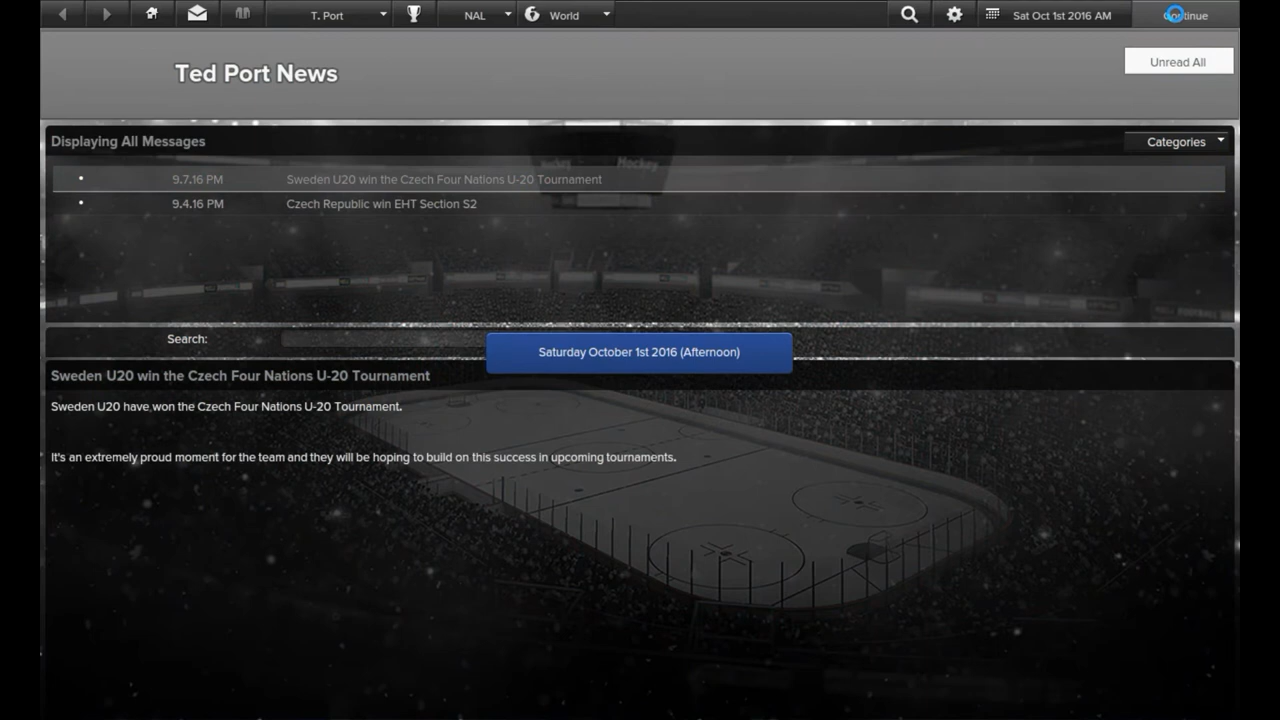 T. Port
NAL
World
Sat Oct 1st 2016 AM
Continue
Ted Port News
Unread All
Displaying All Messages
Categories
9.7.16 PM Sweden U20 win the Czech Four Nations U-20 Tournament
9.4.16 PM Czech Republic win EHT Section S2
Hockey
Search:
Saturday October 1st 2016 (Afternoon)
Sweden U20 win the Czech Four Nations U-20 Tournament
Sweden U20 have won the Czech Four Nations U-20 Tournament.
It's an extremely proud moment for the team and they will be hoping to build on this success in upcoming tournaments.